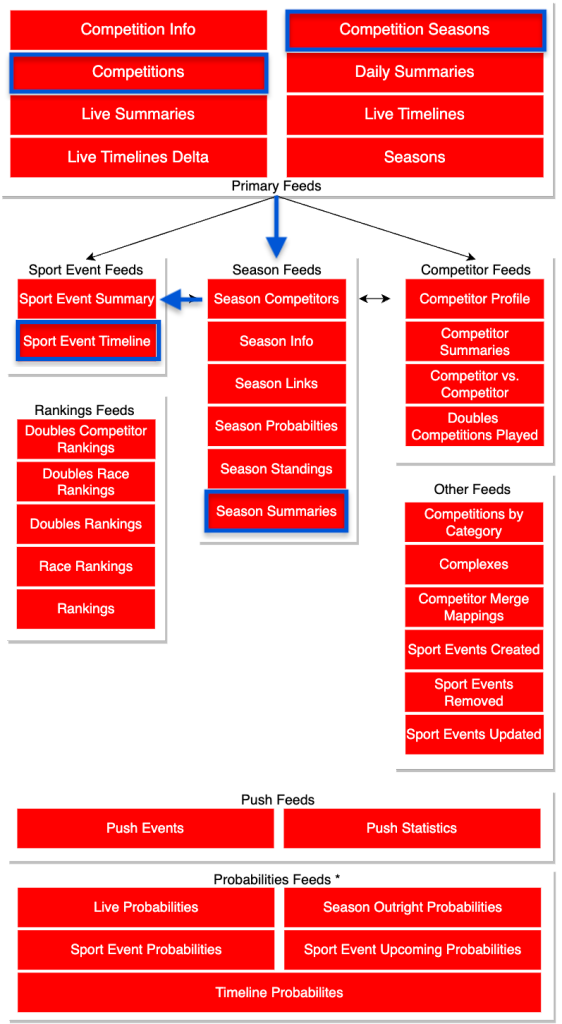 Competition Info
Competition Seasons
Competitions
Daily Summaries
Live Summaries
Live Timelines
Live Timelines Delta
Seasons
Primary Feeds
Sport Event Feeds
Sport Event Summary
Sport Event Timeline
Season Feeds
Season Competitors
Season Info
Season Links
Season Probabilties
Season Standings
Season Summaries
Competitor Feeds
Competitor Profile
Competitor
Summaries
Competitor vs.
Competitor
Doubles
Competitions Played
Rankings Feeds
Doubles Competitor
Rankings
Doubles Race
Rankings
Doubles Rankings
Race Rankings
Rankings
Other Feeds
Competitions by
Category
Complexes
Competitor Merge
Mappings
Sport Events Created
Sport Events
Removed
Sport Events Updated
Push Feeds
Push Events
Push Statistics
Probabilities Feeds *
Live Probabilities
Season Outright Probabilities
Sport Event Probabilities
Sport Event Upcoming Probabilities
Timeline Probabilites